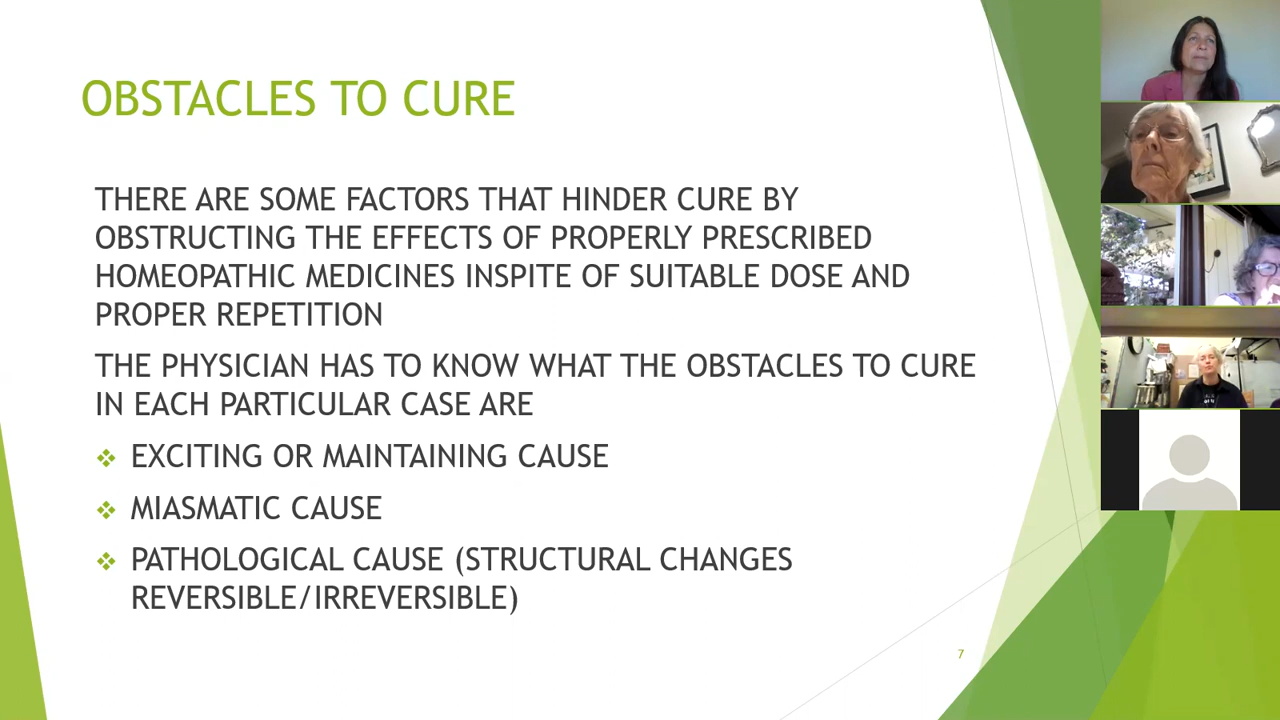 OBSTACLES TO CURE
THERE ARE SOME FACTORS THAT HINDER CURE BY
OBSTRUCTING THE EFFECTS OF PROPERLY PRESCRIBED
HOMEOPATHIC MEDICINES INSPITE OF SUITABLE DOSE AND
PROPER REPETITION
THE PHYSICIAN HAS TO KNOW WHAT THE OBSTACLES TO CURE
IN EACH PARTICULAR CASE ARE
EXCITING OR MAINTAINING CAUSE
MIASMATIC CAUSE
PATHOLOGICAL CAUSE (STRUCTURAL CHANGES
REVERSIBLE/IRREVERSIBLE)
7